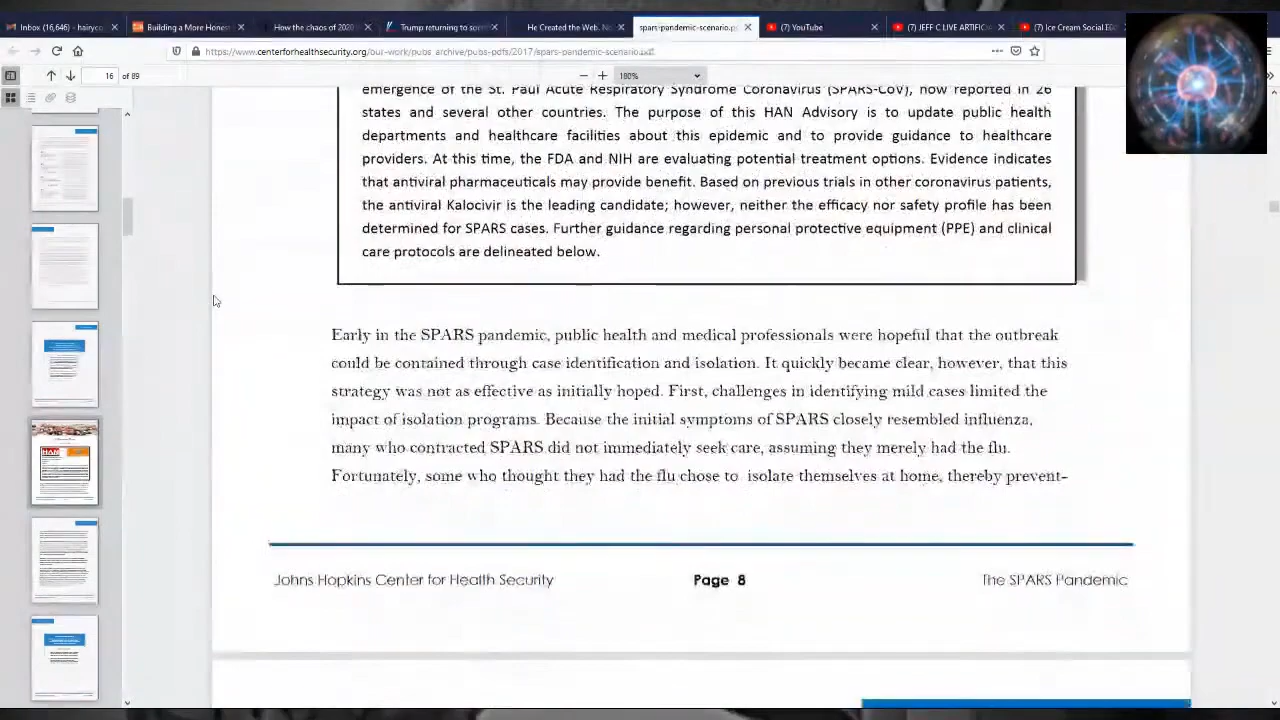 Inbox (16,646) - hairyco
Building a More Hones
How the chaos of 2020
Trump returning to some
He Created the Web. No
spars-pandemic-scenario.p
(7) YouTube
(7) JEFF C LIVE ARTIFIC
(7) Ice Cream Social Eg
https://www.centerforhealthsecurity.org/our-work/pubs_archive/pubs-pdfs/2017/spars-pandemic-scenario.pdf
16 of 89
180%
emergence of the St. Paul Acute Respiratory Syndrome Coronavirus (SPARS-CoV), now reported in 26
states and several other countries. The purpose of this HAN Advisory is to update public health
departments and healthcare facilities about this epidemic and to provide guidance to healthcare
providers. At this time, the FDA and NIH are evaluating potential treatment options. Evidence indicates
that antiviral pharmaceuticals may provide benefit. Based on previous trials in other coronavirus patients,
the antiviral Kalocivir is the leading candidate; however, neither the efficacy nor safety profile has been
determined for SPARS cases. Further guidance regarding personal protective equipment (PPE) and clinical
care protocols are delineated below.
Early in the SPARS pandemic, public health and medical professionals were hopeful that the outbreak
could be contained through case identification and isolation. It quickly became clear, however, that this
strategy was not as effective as initially hoped. First, challenges in identifying mild cases limited the
impact of isolation programs. Because the initial symptoms of SPARS closely resembled influenza,
many who contracted SPARS did not immediately seek care, assuming they merely had the flu.
Fortunately, some who thought they had the flu chose to isolate themselves at home, thereby prevent-
Johns Hopkins Center for Health Security
Page 8
The SPARS Pandemic